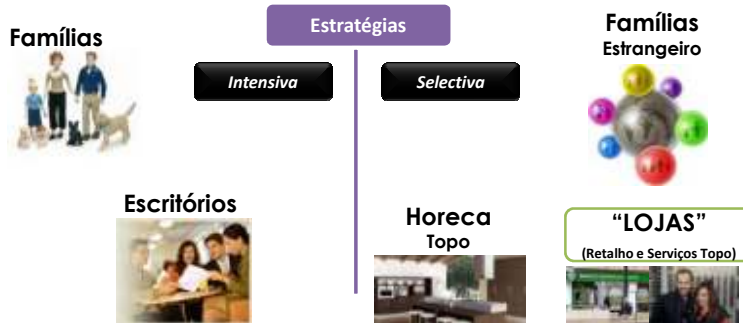 Estratégias
Famílias
Famílias
Estrangeiro
Intensiva
Selectiva
Escritórios
Horeca
Topo
“LOJAS”
(Retalho e Serviços Topo)